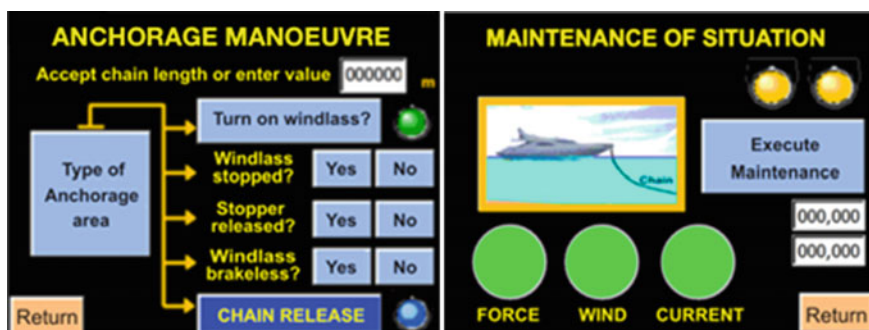 ANCHORAGE MANOEUVRE
Accept chain length or enter value 000000 m
Turn on windlass?
Type of
Anchorage
area
Windlass
stopped?
Yes No
Stopper
released?
Yes No
Windlass
brakeless?
Yes No
Return
CHAIN RELEASE
MAINTENANCE OF SITUATION
Chain
Execute
Maintenance
000,000
000,000
FORCE WIND CURRENT
Return